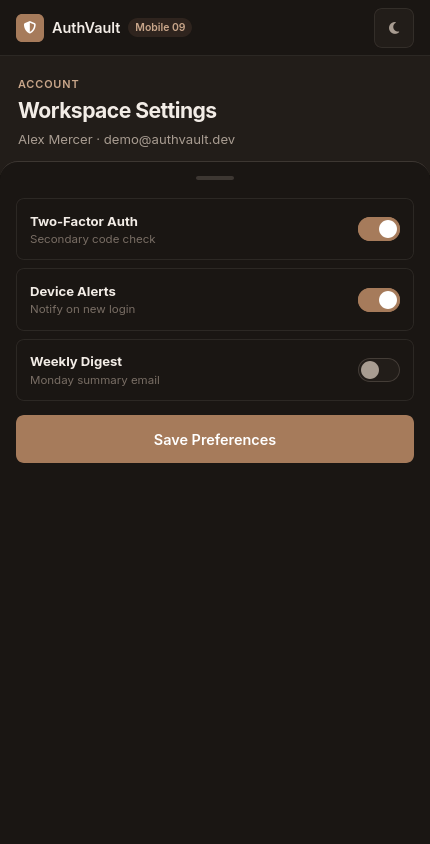 AuthVault Mobile 09
ACCOUNT
Workspace Settings
Alex Mercer · demo@authvault.dev
Two-Factor Auth
Secondary code check
Device Alerts
Notify on new login
Weekly Digest
Monday summary email
Save Preferences